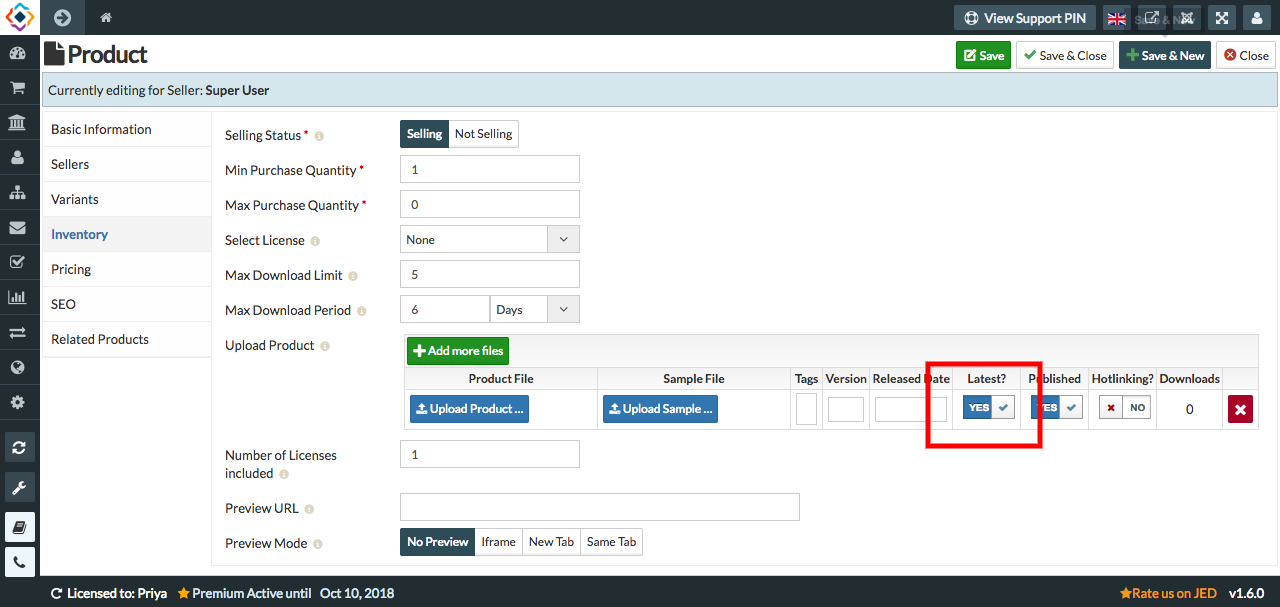 View Support PIN
Save & New
Product
Save
Save & Close
Save & New
Close
Currently editing for Seller: Super User
Basic Information
Sellers
Variants
Inventory
Pricing
SEO
Related Products
Selling Status *
Selling Not Selling
Min Purchase Quantity *
1
Max Purchase Quantity *
0
Select License
None
Max Download Limit
5
Max Download Period
6 Days
Upload Product
Add more files
Product File Sample File Tags Version Released Date Latest? Published Hotlinking? Downloads
Upload Product ... Upload Sample ... YES YES NO 0
Number of Licenses
included
1
Preview URL
Preview Mode
No Preview Iframe New Tab Same Tab
Licensed to: Priya Premium Active until Oct 10, 2018
Rate us on JED v1.6.0